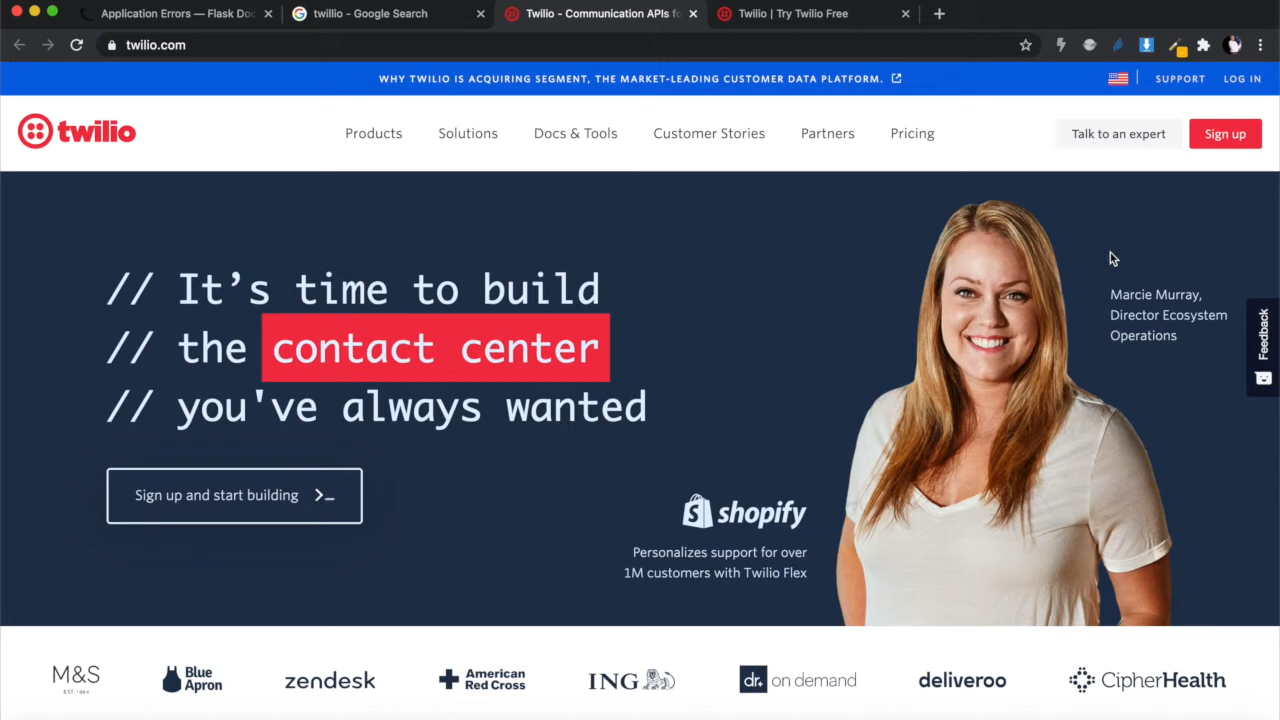 Application Errors — Flask Doc
twillio - Google Search
Twilio - Communication APIs fo
Twilio | Try Twilio Free
twilio.com
WHY TWILIO IS ACQUIRING SEGMENT, THE MARKET-LEADING CUSTOMER DATA PLATFORM.
SUPPORT
LOG IN
twilio
Products
Solutions
Docs & Tools
Customer Stories
Partners
Pricing
Talk to an expert
Sign up
// It's time to build
// the contact center
// you've always wanted
Sign up and start building >_
Marcie Murray,
Director Ecosystem
Operations
Feedback
shopify
Personalizes support for over
1M customers with Twilio Flex
M&S
EST. 1884
Blue
Apron
zendesk
American
Red Cross
ING
dr+ on demand
deliveroo
CipherHealth